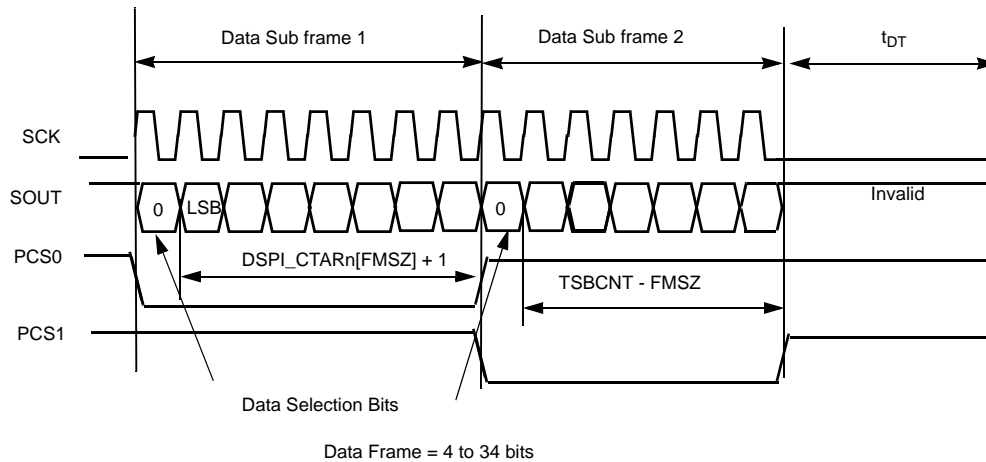 Data Sub frame 1
Data Sub frame 2
tDT
SCK
SOUT
0
LSB
0
Invalid
PCS0
DSPI_CTARn[FMSZ] + 1
TSBCNT - FMSZ
PCS1
Data Selection Bits
Data Frame = 4 to 34 bits